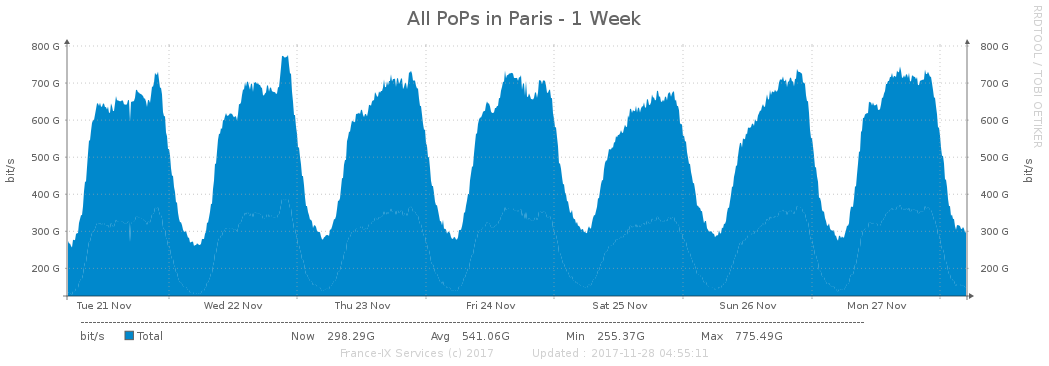 All PoPs in Paris - 1 Week
RRDTOOL / TOBI OETIKER
800 G 800 G
700 G 700 G
600 G 600 G
500 G 500 G
400 G 400 G
300 G 300 G
200 G 200 G
bit/s bit/s
Tue 21 Nov Wed 22 Nov Thu 23 Nov Fri 24 Nov Sat 25 Nov Sun 26 Nov Mon 27 Nov
bit/s Total Now 298.29G Avg 541.06G Min 255.37G Max 775.49G
France-IX Services (c) 2017 Updated : 2017-11-28 04:55:11